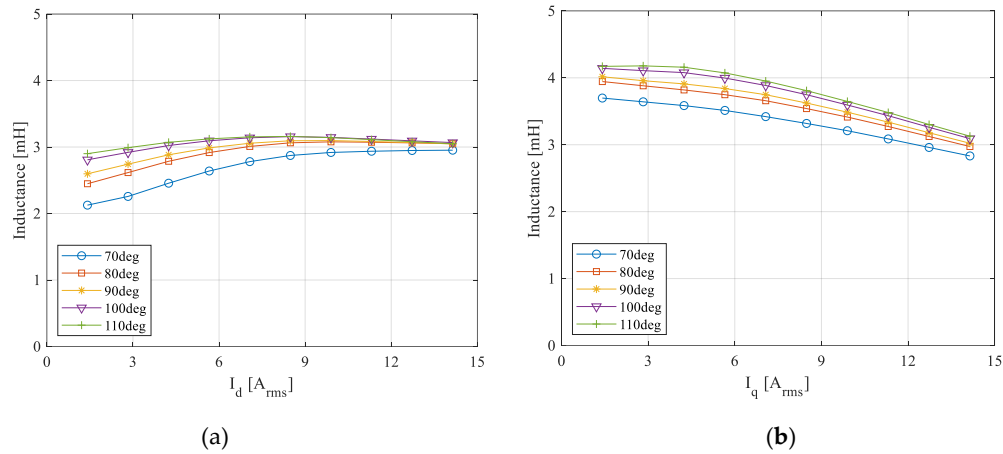 5
4
3
2
1
0
Inductance [mH]
70deg
80deg
90deg
100deg
110deg
0 3 6 9 12 15
I_d [A_rms]
(a)
5
4
3
2
1
0
Inductance [mH]
70deg
80deg
90deg
100deg
110deg
0 3 6 9 12 15
I_q [A_rms]
(b)